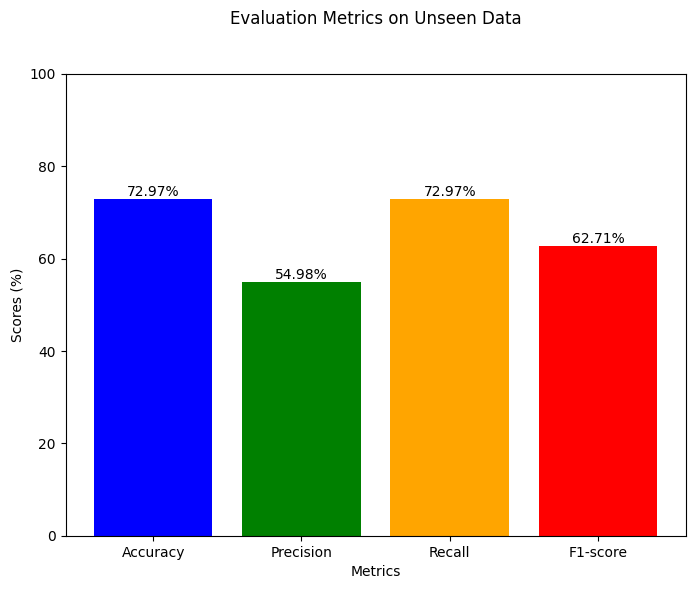 Evaluation Metrics on Unseen Data
100
80
60
40
20
0
Scores (%)
72.97%
54.98%
72.97%
62.71%
Accuracy
Precision
Recall
F1-score
Metrics